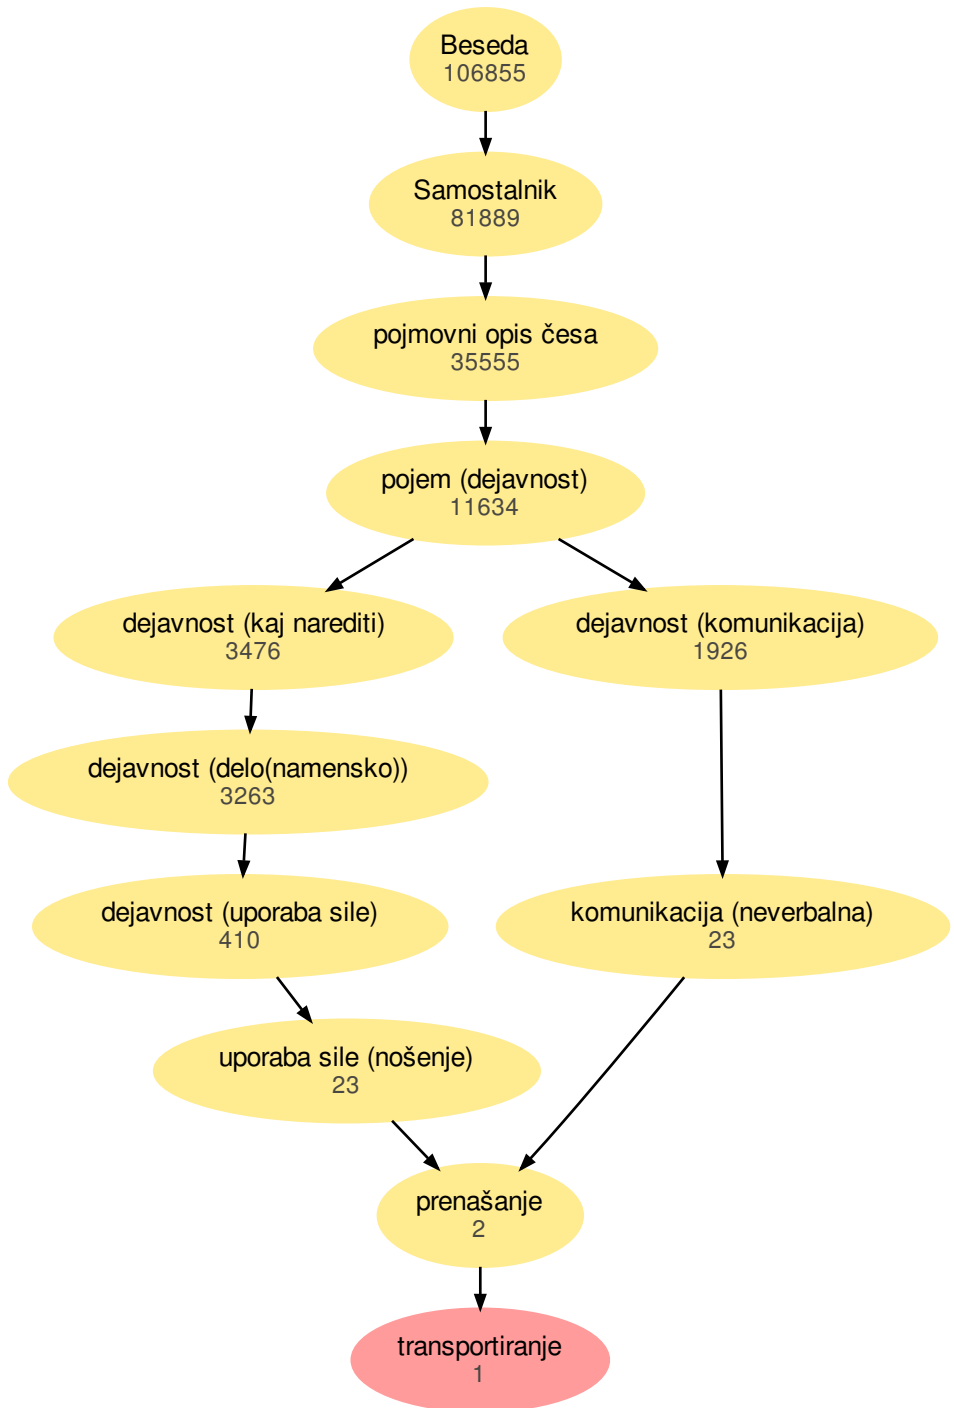 Beseda
106855
Samostalnik
81889
pojmovni opis česa
35555
pojem (dejavnost)
11634
dejavnost (kaj narediti)
3476
dejavnost (komunikacija)
1926
dejavnost (delo(namensko))
3263
dejavnost (uporaba sile)
410
komunikacija (neverbalna)
23
uporaba sile (nošenje)
23
prenašanje
2
transportiranje
1